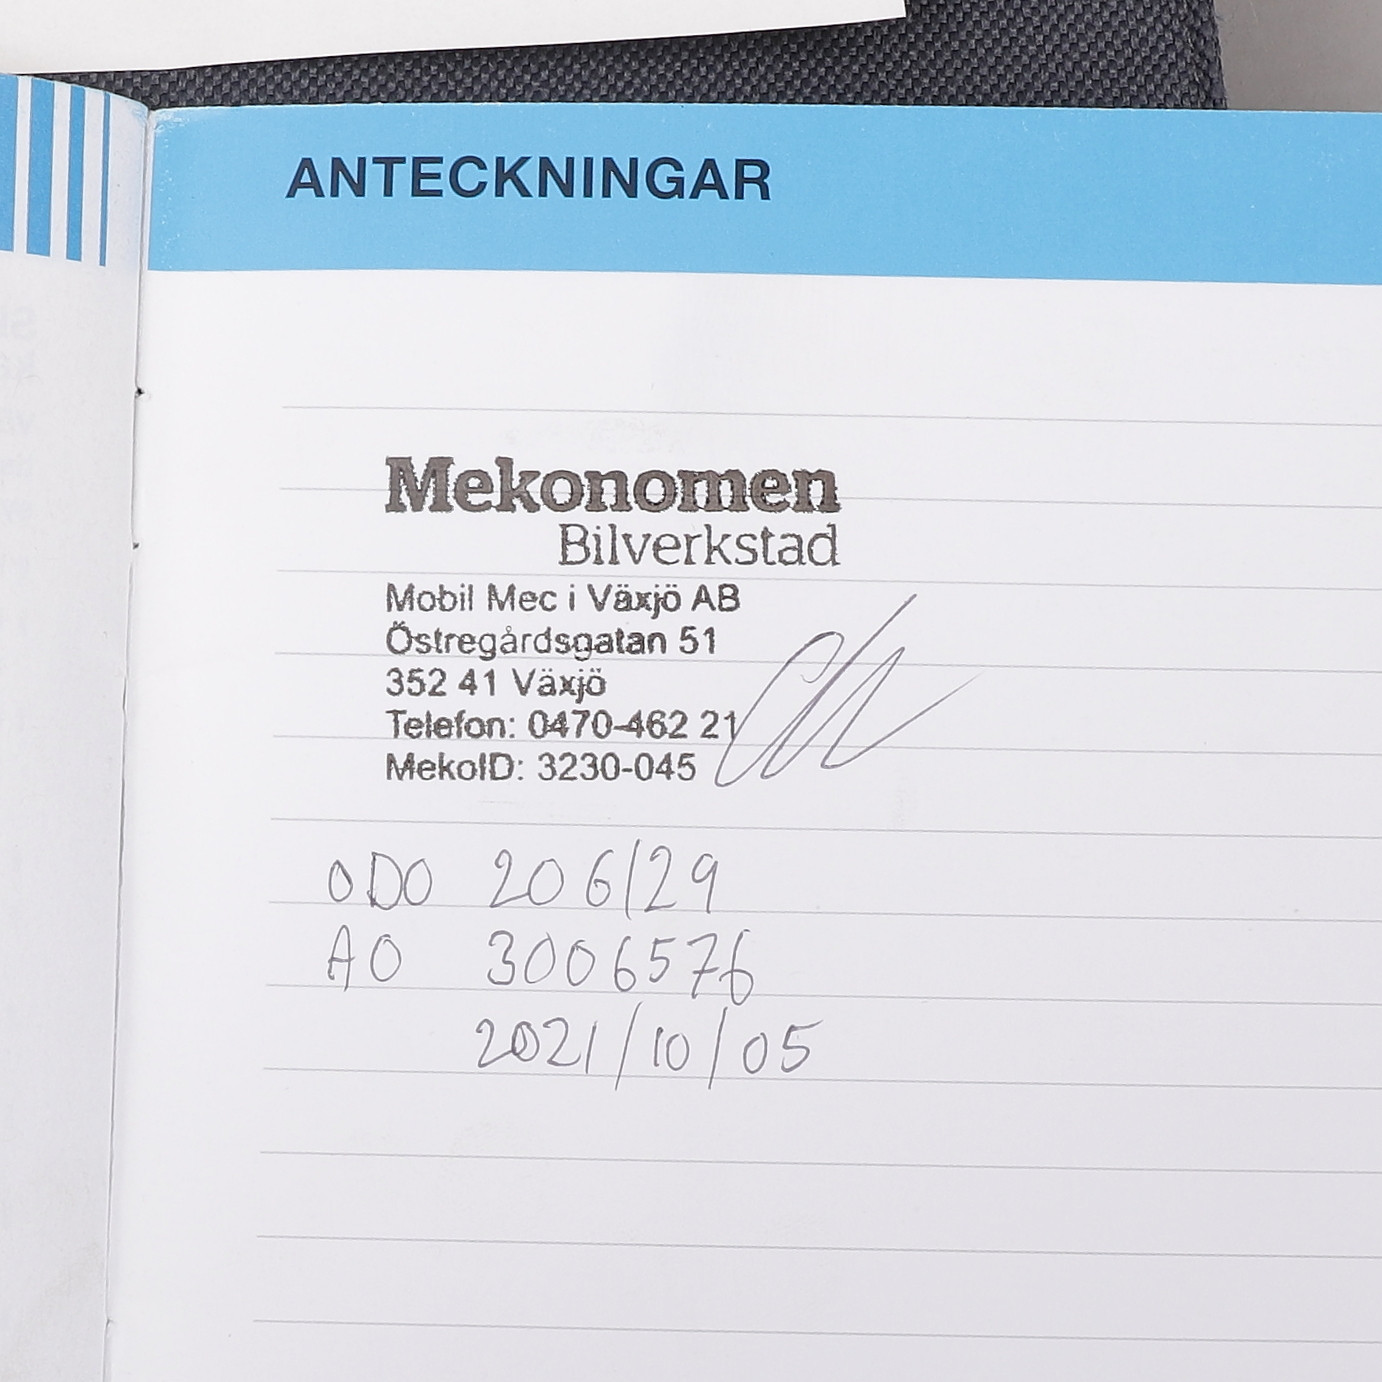 ANTECKNINGAR
Mekonomen
Bilverkstad
Mobil Mec i Växjö AB
Östregårdsgatan 51
352 41 Växjö
Telefon: 0470-462 21
MekoID: 3230-045
ODO 206129
AO 3006576
2021/10/05